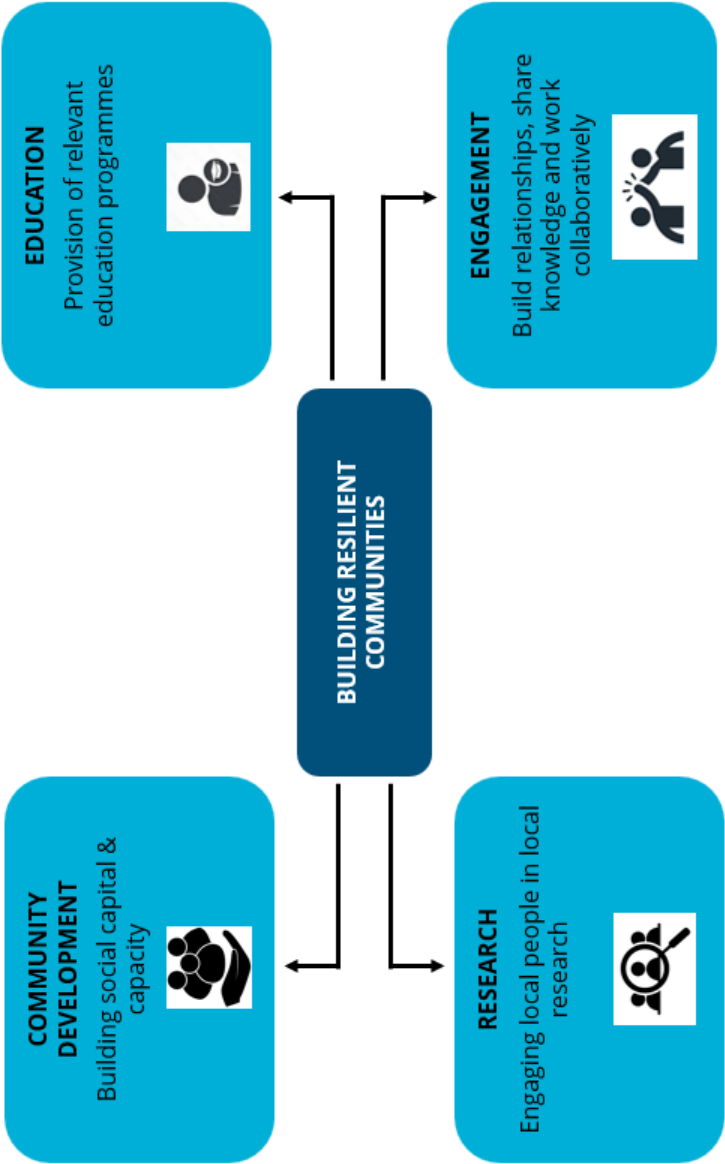 COMMUNITY
DEVELOPMENT
Building social capital &
capacity
EDUCATION
Provision of relevant
education programmes
BUILDING RESILIENT
COMMUNITIES
RESEARCH
Engaging local people in local
research
ENGAGEMENT
Build relationships, share
knowledge and work
collaboratively